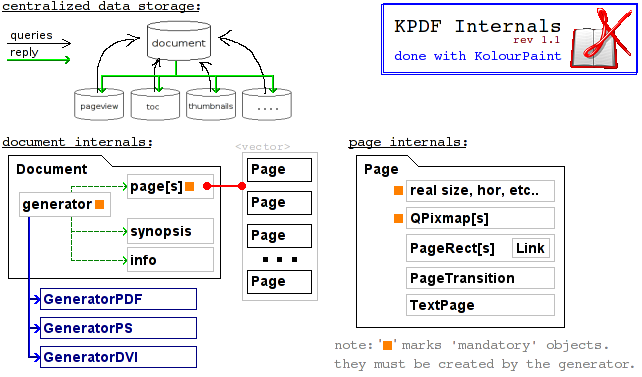 centralized data storage:
queries
reply
document
pageview
toc
thumbnails
....
KPDF Internals
rev 1.1
done with KolourPaint
document internals:
Document
generator
page[s]
synopsis
info
GeneratorPDF
GeneratorPS
GeneratorDVI
<vector>
Page
Page
Page
...
Page
page internals:
Page
real size, hor, etc..
QPixmap[s]
PageRect[s] Link
PageTransition
TextPage
note: '■' marks 'mandatory' objects.
they must be created by the generator.